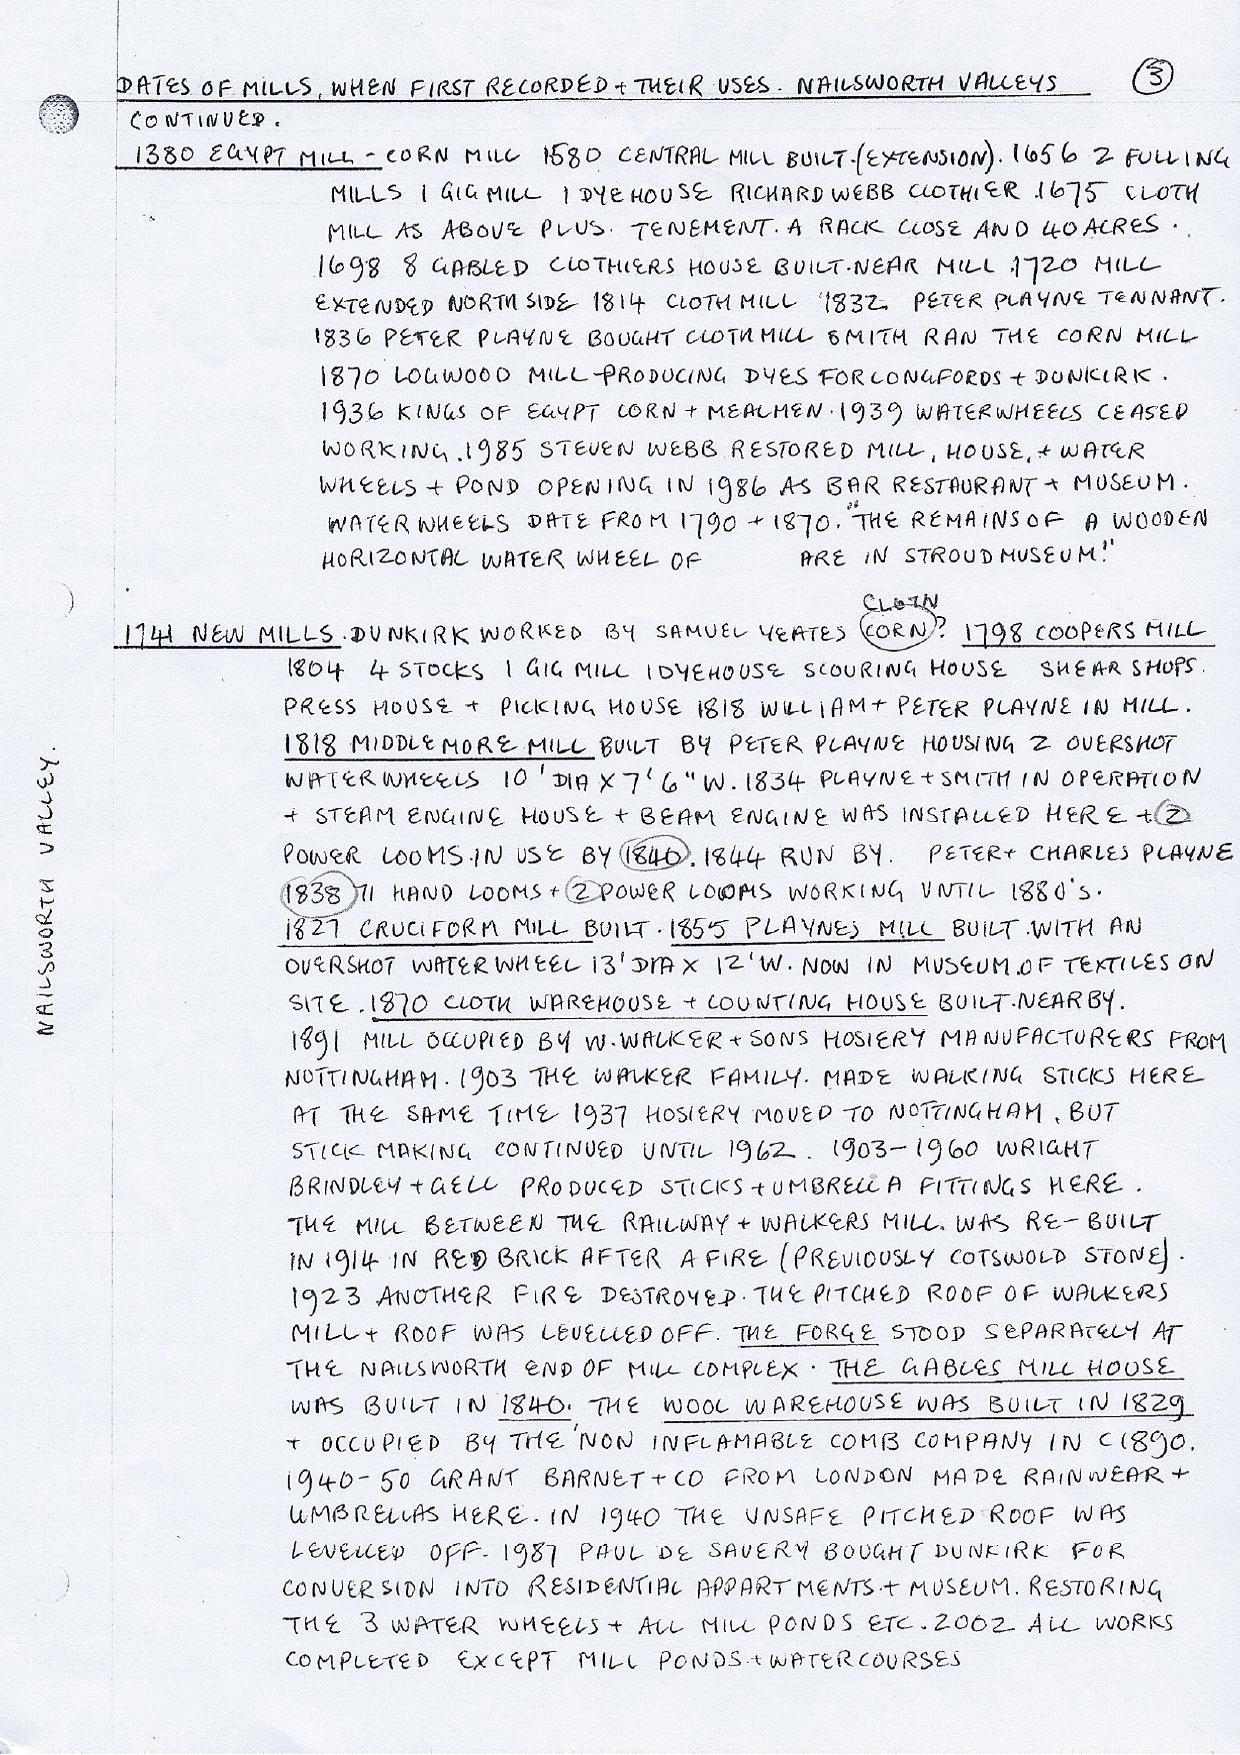 DATES OF MILLS, WHEN FIRST RECORDED + THEIR USES. NAILSWORTH VALLEYS 3
CONTINUED.
1380 EGYPT MILL - CORN MILL 1580 CENTRAL MILL BUILT. (EXTENSION). 1656 2 FULLING
MILLS 1 GIG MILL 1 DYEHOUSE RICHARD WEBB CLOTHIER .1675 CLOTH
MILL AS ABOVE PLUS. TENEMENT. A RACK CLOSE AND 40 ACRES.
1698 8 GABLED CLOTHIERS HOUSE BUILT. NEAR MILL .1720 MILL
EXTENDED NORTH SIDE 1814 CLOTH MILL 1832 PETER PLAYNE TENNANT.
1836 PETER PLAYNE BOUGHT CLOTH MILL SMITH RAN THE CORN MILL
1870 LOGWOOD MILL - PRODUCING DYES FOR LONGFORDS + DUNKIRK.
1936 KINGS OF EGYPT CORN + MEALMEN. 1939 WATERWHEELS CEASED
WORKING. 1985 STEVEN WEBB RESTORED MILL, HOUSE, + WATER
WHEELS + POND OPENING IN 1986 AS BAR RESTAURANT + MUSEUM.
WATER WHEELS DATE FROM 1790 + 1870. "THE REMAINS OF A WOODEN
HORIZONTAL WATER WHEEL OF ARE IN STROUD MUSEUM!"
CLOTH
1741 NEW MILLS. DUNKIRK WORKED BY SAMUEL YEATES (CORN)? 1798 COOPERS MILL
1804 4 STOCKS 1 GIG MILL 1 DYEHOUSE SCOURING HOUSE SHEAR SHOPS.
PRESS HOUSE + PICKING HOUSE 1818 WILLIAM + PETER PLAYNE IN MILL.
1818 MIDDLEMORE MILL BUILT BY PETER PLAYNE HOUSING 2 OVERSHOT
WATERWHEELS 10' DIA X 7' 6" W. 1834 PLAYNE + SMITH IN OPERATION
+ STEAM ENGINE HOUSE + BEAM ENGINE WAS INSTALLED HERE + 2
POWER LOOMS. IN USE BY 1840. 1844 RUN BY. PETER + CHARLES PLAYNE
1838 71 HAND LOOMS + 2 POWER LOOMS WORKING UNTIL 1880'S.
1827 CRUCIFORM MILL BUILT. 1855 PLAYNES MILL BUILT. WITH AN
OVERSHOT WATERWHEEL 13' DIA X 12' W. NOW IN MUSEUM. OF TEXTILES ON
SITE. 1870 CLOTH WAREHOUSE + COUNTING HOUSE BUILT. NEARBY.
1891 MILL OCCUPIED BY W. WALKER + SONS HOSIERY MANUFACTURERS FROM
NOTTINGHAM. 1903 THE WALKER FAMILY. MADE WALKING STICKS HERE
AT THE SAME TIME 1937 HOSIERY MOVED TO NOTTINGHAM, BUT
STICK MAKING CONTINUED UNTIL 1962. 1903-1960 WRIGHT
BRINDLEY + GELL PRODUCED STICKS + UMBRELLA FITTINGS HERE.
THE MILL BETWEEN THE RAILWAY + WALKERS MILL. WAS RE-BUILT
IN 1914 IN RED BRICK AFTER A FIRE (PREVIOUSLY COTSWOLD STONE).
1923 ANOTHER FIRE DESTROYED. THE PITCHED ROOF OF WALKERS
MILL + ROOF WAS LEVELLED OFF. THE FORGE STOOD SEPARATELY AT
THE NAILSWORTH END OF MILL COMPLEX. THE GABLES MILL HOUSE
WAS BUILT IN 1840. THE WOOL WAREHOUSE WAS BUILT IN 1829
+ OCCUPIED BY THE 'NON INFLAMABLE COMB COMPANY IN C1890.
1940-50 GRANT BARNET + CO FROM LONDON MADE RAINWEAR +
UMBRELLAS HERE. IN 1940 THE UNSAFE PITCHED ROOF WAS
LEVELLED OFF. 1987 PAUL DE SAVERY BOUGHT DUNKIRK FOR
CONVERSION INTO RESIDENTIAL APPARTMENTS. + MUSEUM. RESTORING
THE 3 WATER WHEELS + ALL MILL PONDS ETC. 2002 ALL WORKS
COMPLETED EXCEPT MILL PONDS + WATERCOURSES
NAILSWORTH VALLEY.